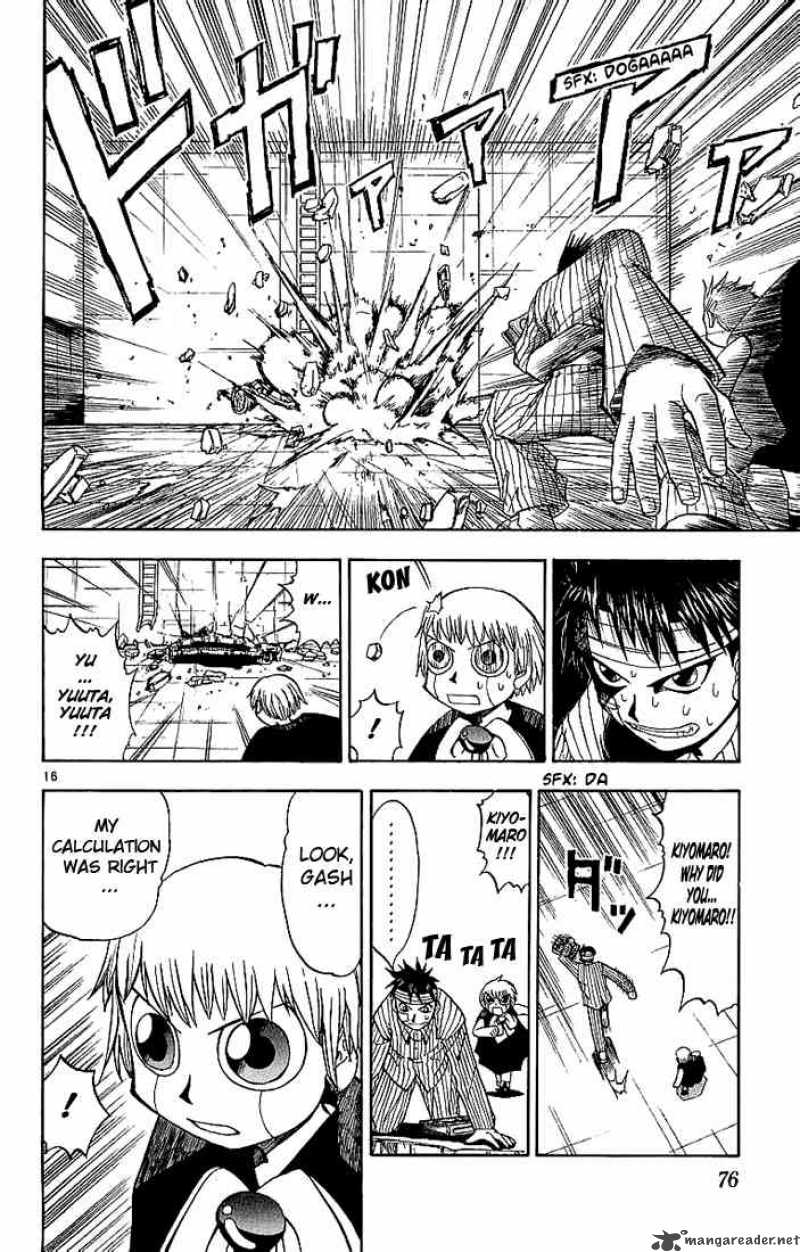 ドガァァァァ
SFX: DOGAAAAA
KON
!
W...
YU
...
YUUTA,
YUUTA
!!!
16
SFX: DA
KIYOMARO!
WHY DID
YOU...
KIYOMARO!!
ダッ
KIYO-
MARO
!!!
.........
TA TA TA
LOOK,
GASH
...
MY
CALCULATION
WAS RIGHT
...
!
76
mangareader.net